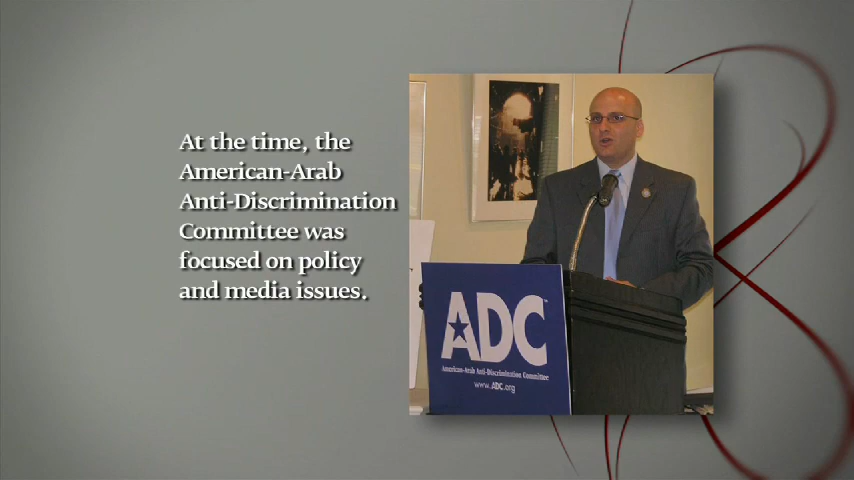 At the time, the
American-Arab
Anti-Discrimination
Committee was
focused on policy
and media issues.
ADC
American-Arab Anti-Discrimination Committee
www.ADC.org